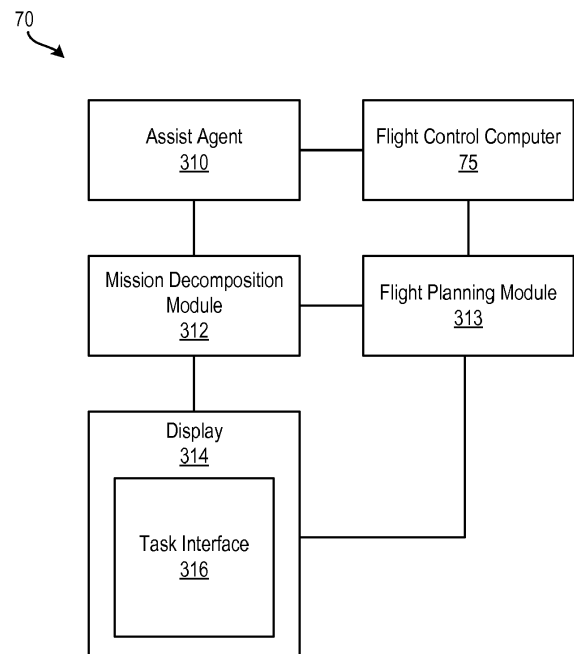 70
Assist Agent
310
Flight Control Computer
75
Mission Decomposition
Module
312
Flight Planning Module
313
Display
314
Task Interface
316